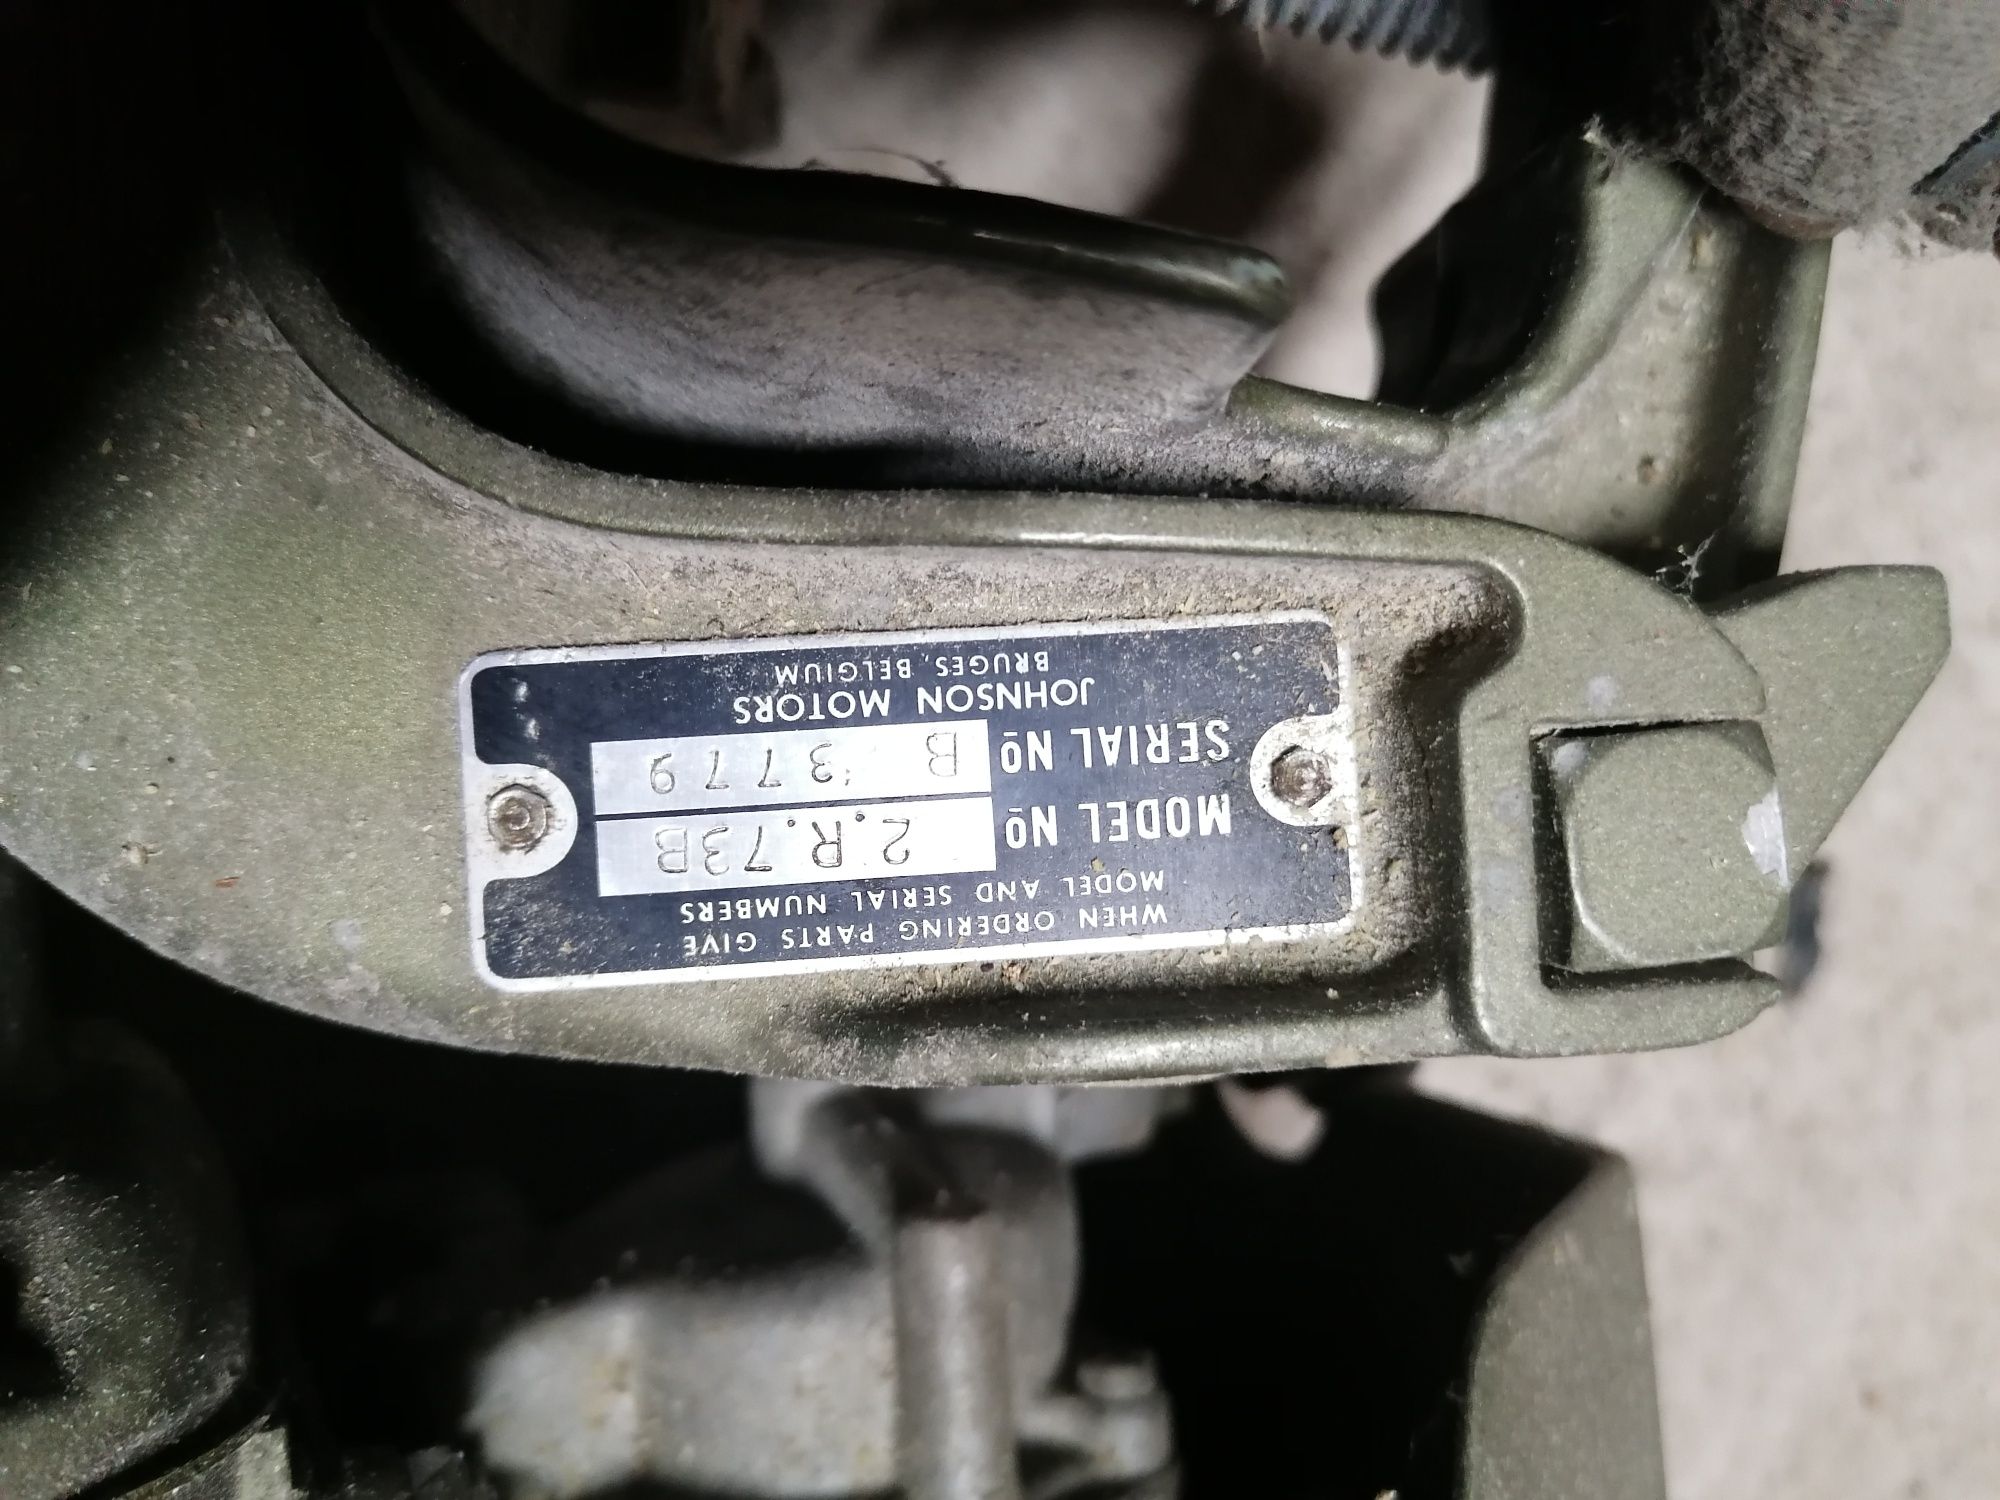 WHEN ORDERING PARTS GIVE
MODEL AND SERIAL NUMBERS
MODEL Nº 2.R.73B
SERIAL Nº B 3779
JOHNSON MOTORS
BRUGES, BELGIUM